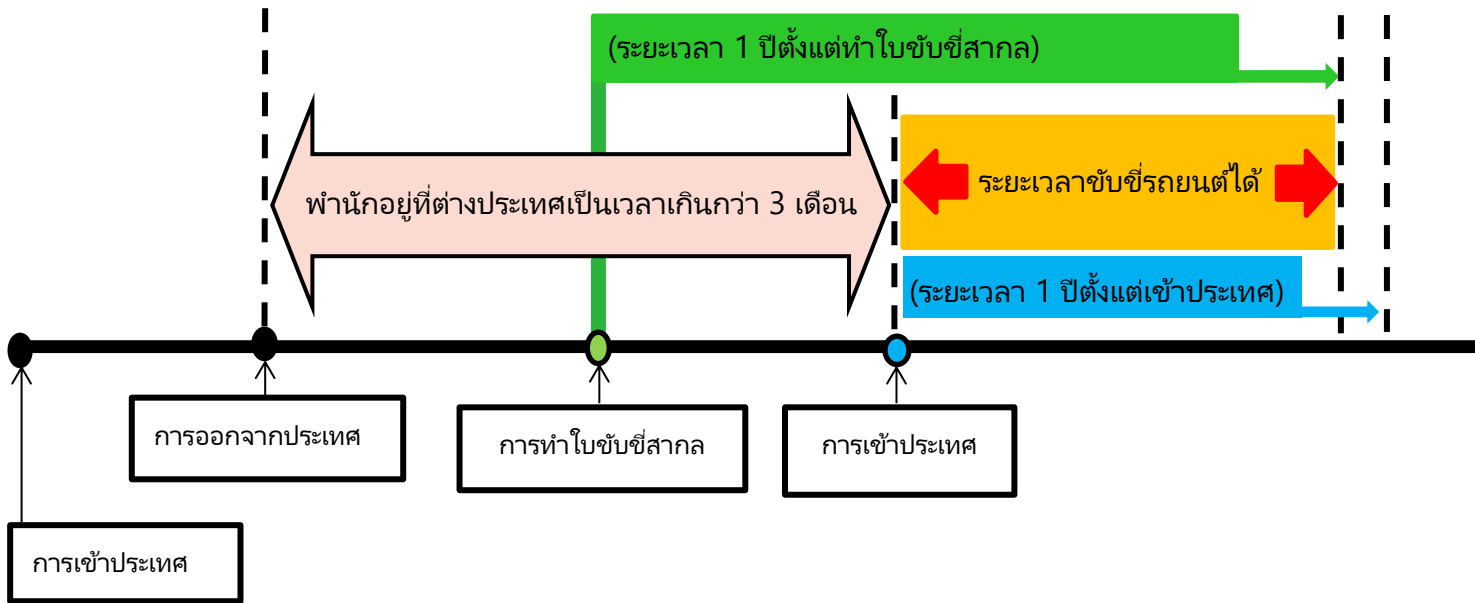 (ระยะเวลา 1 ปีตั้งแต่ทำใบขับขี่สากล)
พำนักอยู่ที่ต่างประเทศเป็นเวลาเกินกว่า 3 เดือน
ระยะเวลาขับขี่รถยนต์ได้
(ระยะเวลา 1 ปีตั้งแต่เข้าประเทศ)
การออกจากประเทศ
การทำใบขับขี่สากล
การเข้าประเทศ
การเข้าประเทศ